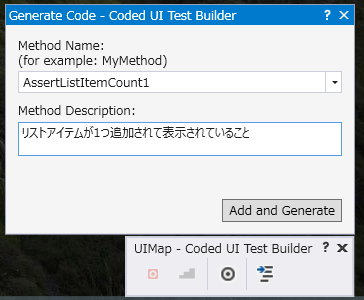 Generate Code - Coded UI Test Builder ? X
Method Name:
(for example: MyMethod)
AssertListItemCount1
Method Description:
リストアイテムが1つ追加されて表示されていること
Add and Generate
UIMap - Coded UI Test Builder ? X